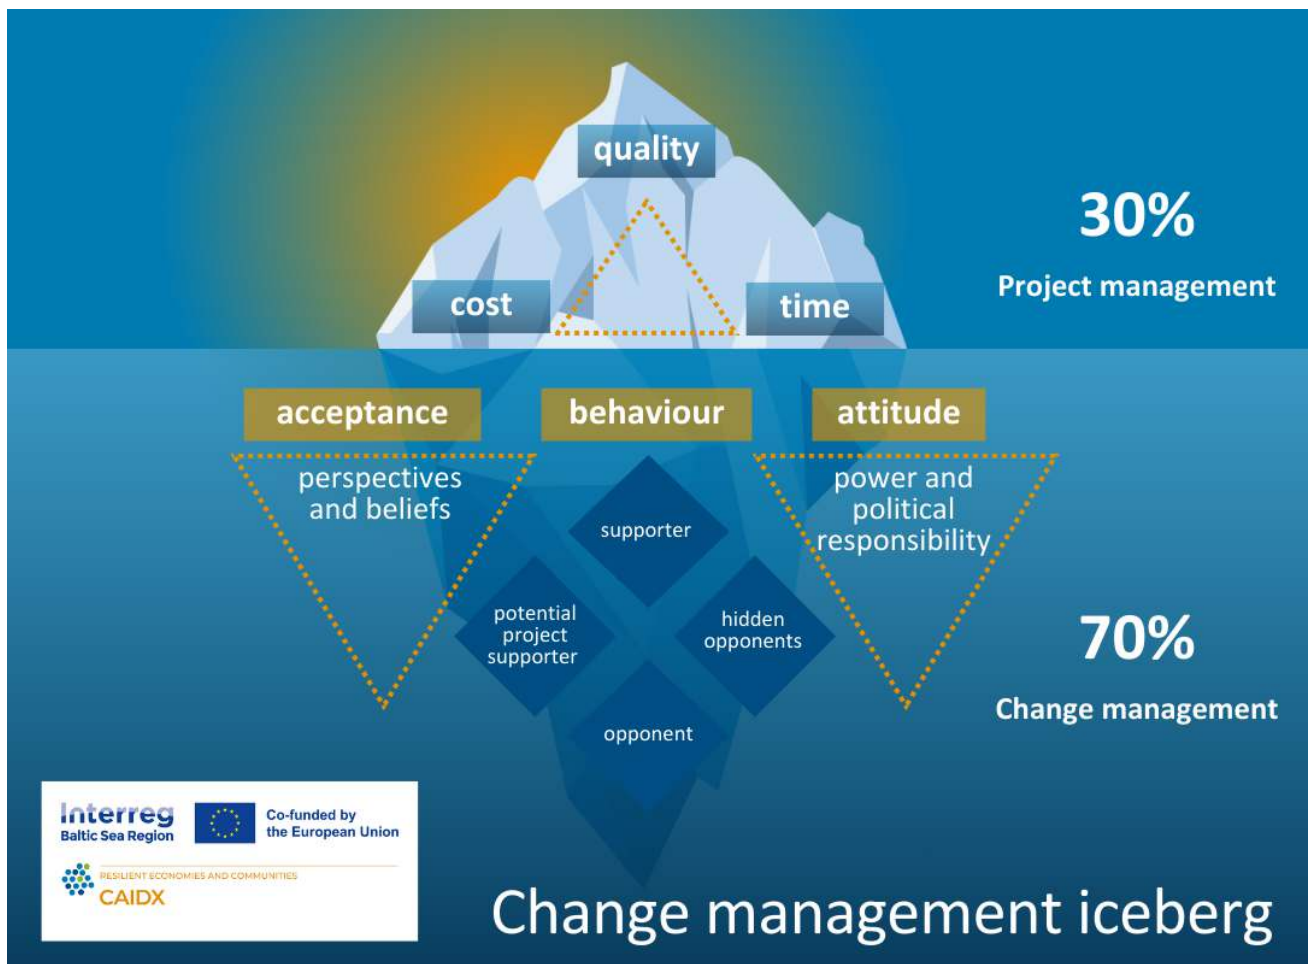 quality
30%
Project management
cost
time
acceptance
behaviour
attitude
perspectives
and beliefs
power and
political
responsibility
supporter
potential
project
supporter
hidden
opponents
opponent
70%
Change management
Interreg
Baltic Sea Region
Co-funded by
the European Union
RESILIENT ECONOMIES AND COMMUNITIES
CAIDX
Change management iceberg